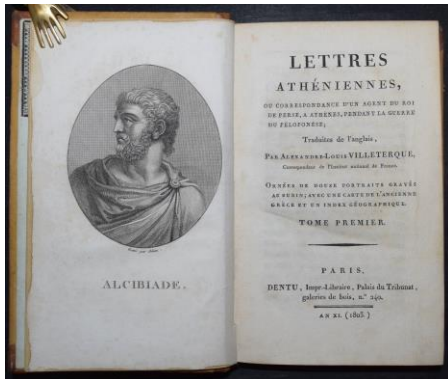 ALCIBIADE.
LETTRES
ATHÉNIENNES,
OU CORRESPONDANCE D'UN AGENT DU ROI
DE PERSE, A ATHÈNES, PENDANT LA GUERRE
DU PÉLOPONÈSE;
Traduites de l'anglais,
PAR ALEXANDRE-LOUIS VILLETERQUE,
Correspondant de l'Institut national de France.
ORNÉES DE DOUZE PORTRAITS GRAVÉS
AU BURIN; AVEC UNE CARTE DE L'ANCIENNE
GRÈCE ET UN INDEX GÉOGRAPHIQUE.
TOME PREMIER.
PARIS,
DENTU, Impr.-Libraire, Palais du Tribunat,
galeries de bois, n.° 240.
AN XI. (1803.)